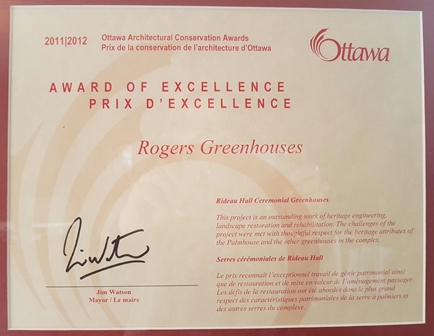 2011|2012 Ottawa Architectural Conservation Awards
Prix de la conservation de l'architecture d'Ottawa
Ottawa
AWARD OF EXCELLENCE
PRIX D'EXCELLENCE
Rogers Greenhouses
Rideau Hall Ceremonial Greenhouses
This project is an outstanding work of heritage engineering,
landscape restoration and rehabilitation. The challenges of the
project were met with thoughtful respect for the heritage attributes
of the Palmhouse and the other greenhouses in the complex.
Serres cérémoniales de Rideau Hall
Le prix reconnaît l'exceptionnel travail de génie patrimonial ainsi
que de restauration et de mise en valeur de l'aménagement paysager.
Les défis de la restauration ont été abordés dans le plus grand
respect des caractères patrimoniales de la serre à palmiers et
des autres serres du complexe.
Jim Watson
Mayor / Le maire